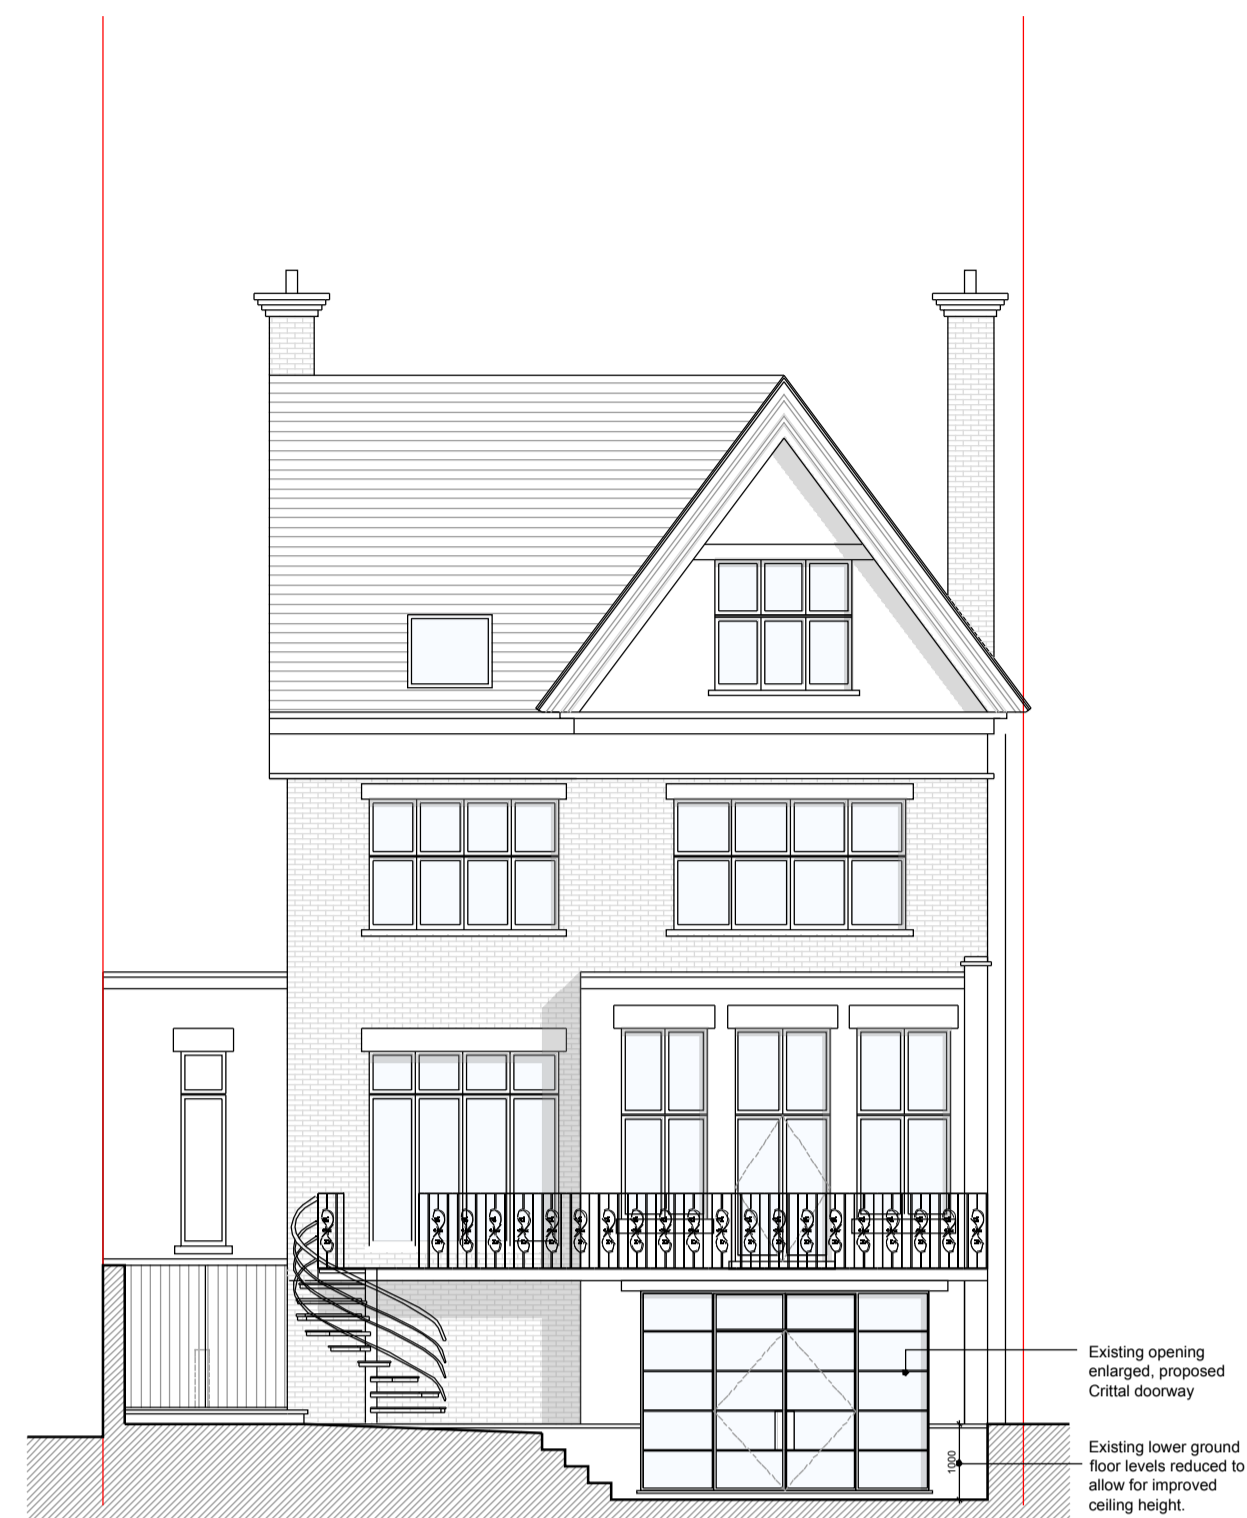 Existing opening
enlarged, proposed
Crittal doorway
1000
Existing lower ground
floor levels reduced to
allow for improved
ceiling height.